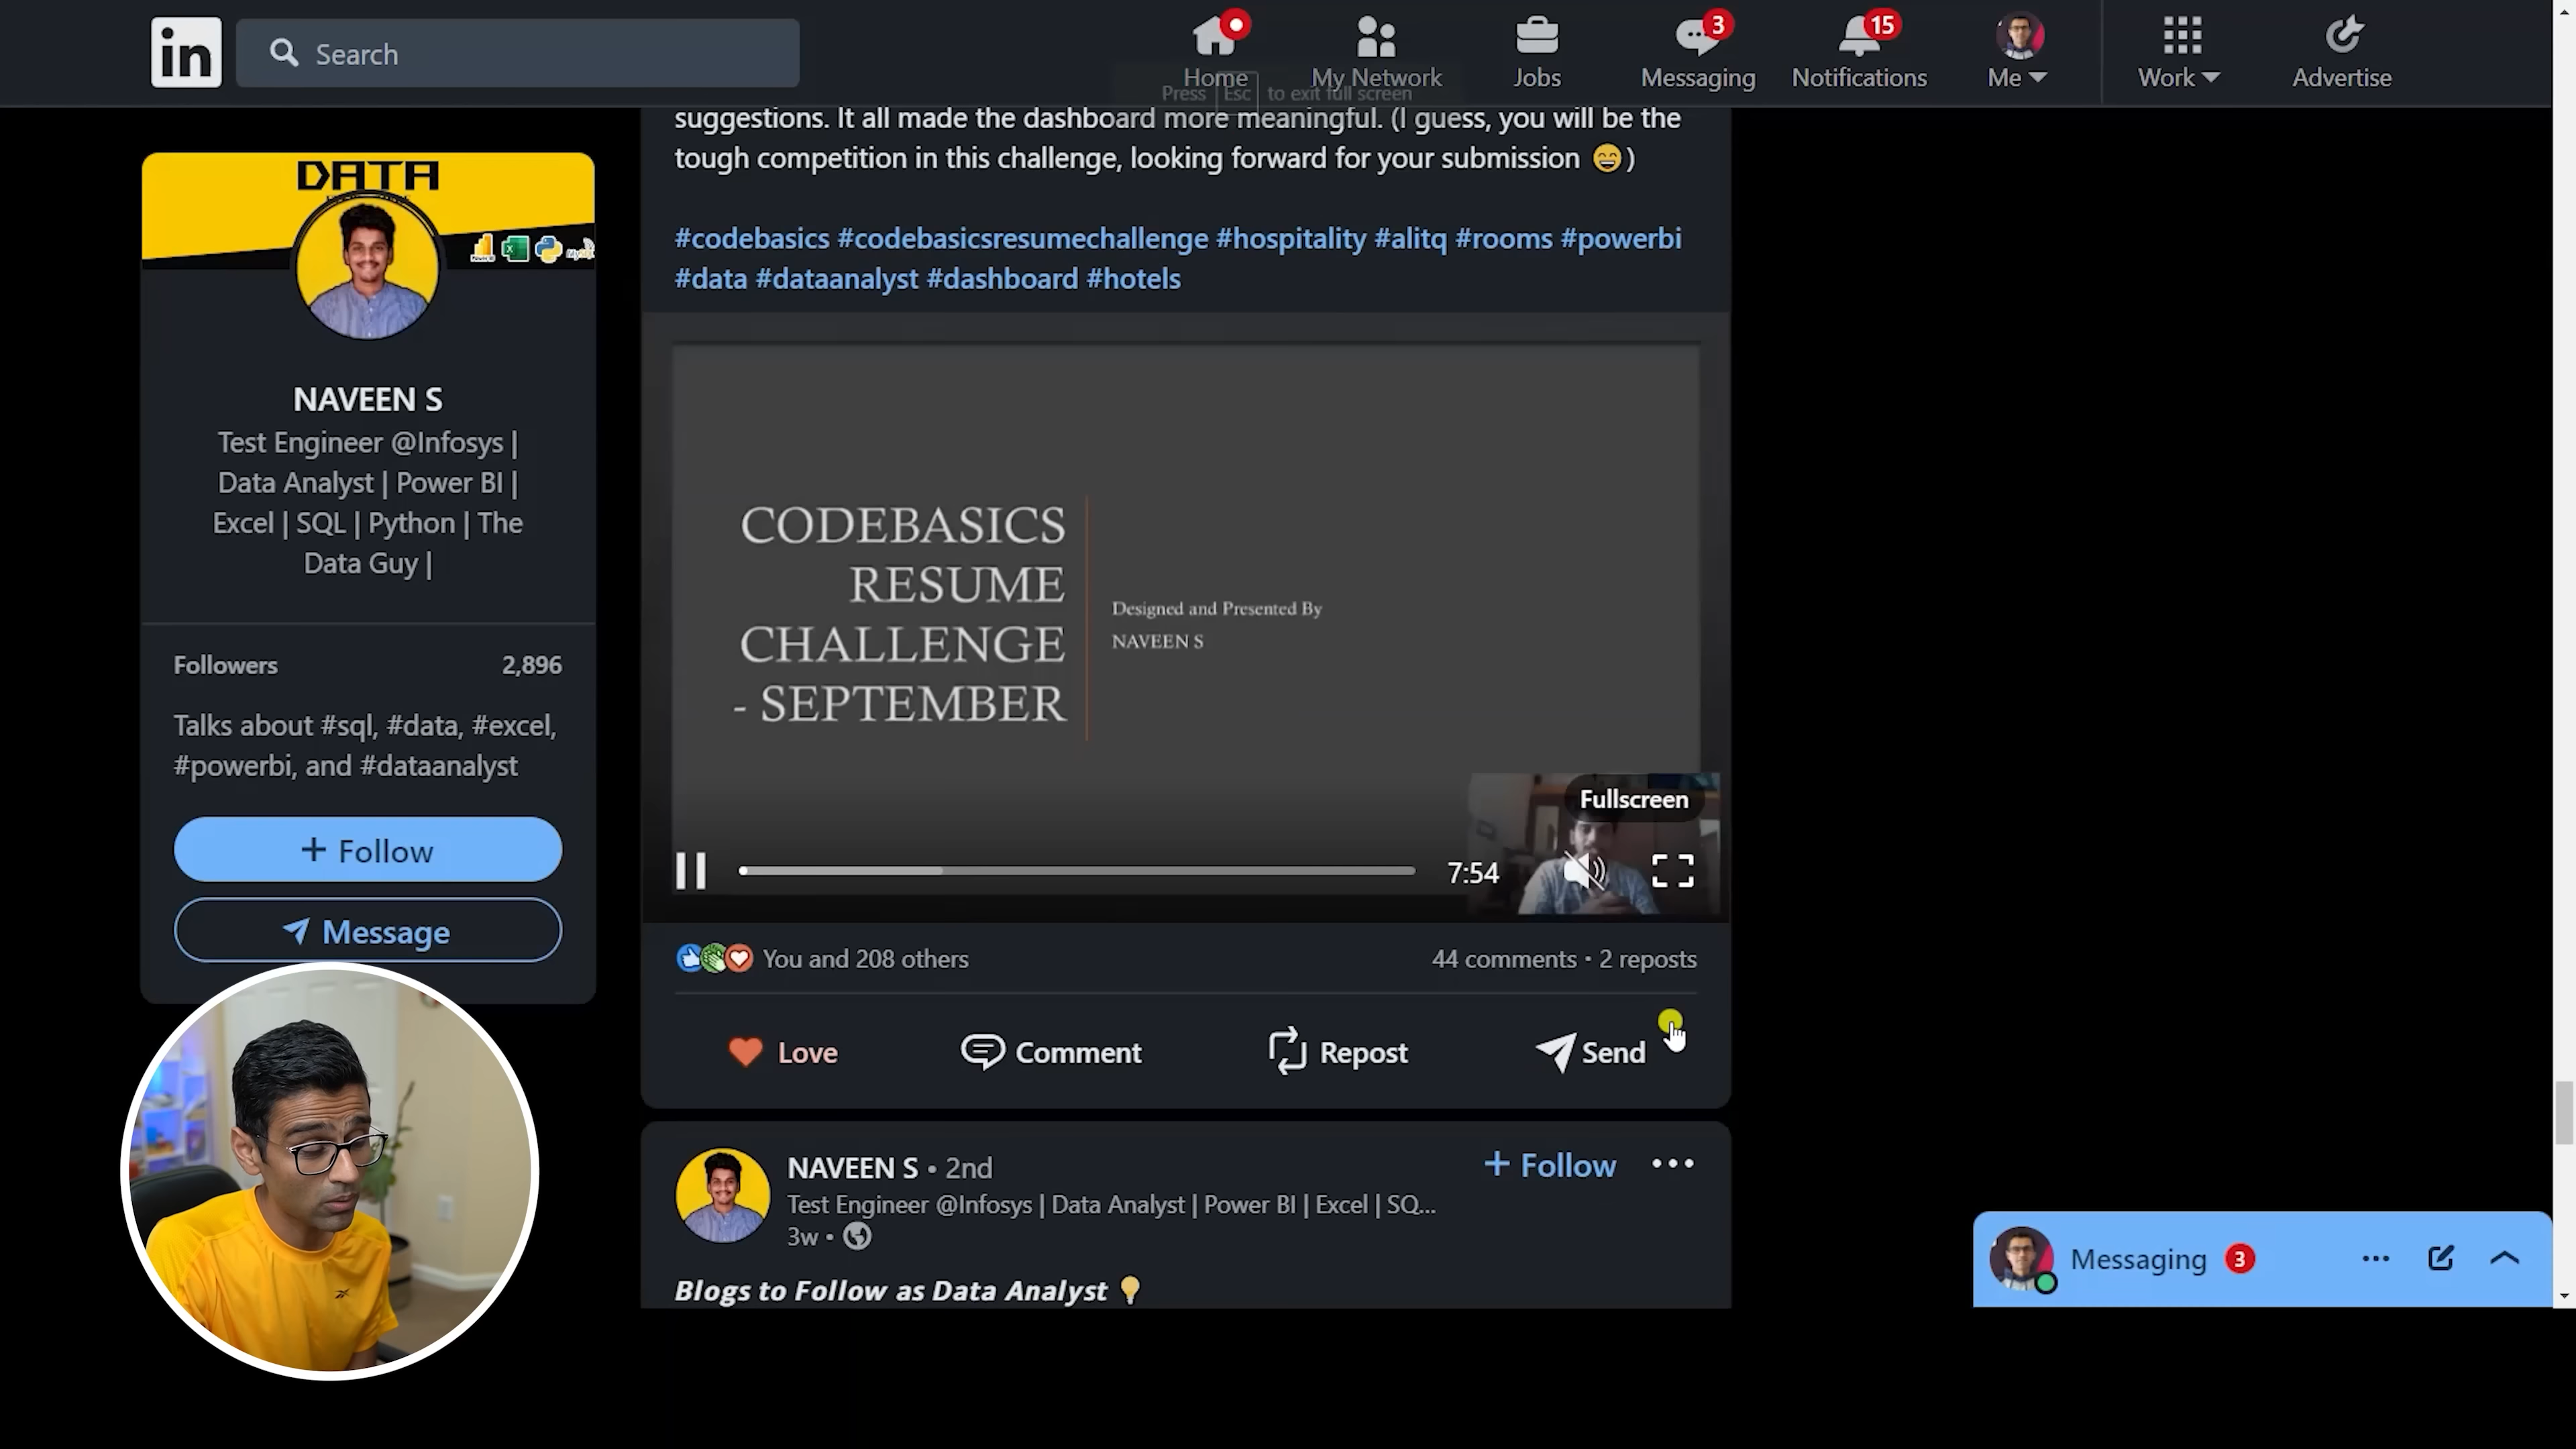 in
Search
Home
My Network
Jobs
3
Messaging
15
Notifications
Me
Work
Advertise
Press Esc to exit full screen
suggestions. It all made the dashboard more meaningful. (I guess, you will be the
tough competition in this challenge, looking forward for your submission 😄)
#codebasics #codebasicsresumechallenge #hospitality #alitq #rooms #powerbi
#data #dataanalyst #dashboard #hotels
DATA
NAVEEN S
Test Engineer @Infosys |
Data Analyst | Power BI |
Excel | SQL | Python | The
Data Guy |
Followers 2,896
Talks about #sql, #data, #excel,
#powerbi, and #dataanalyst
+ Follow
Message
CODEBASICS
RESUME
CHALLENGE
- SEPTEMBER
Designed and Presented By
NAVEEN S
Fullscreen
7:54
You and 208 others
44 comments • 2 reposts
Love
Comment
Repost
Send
NAVEEN S • 2nd
+ Follow
Test Engineer @Infosys | Data Analyst | Power BI | Excel | SQ...
3w •
Blogs to Follow as Data Analyst 💡
Messaging 3